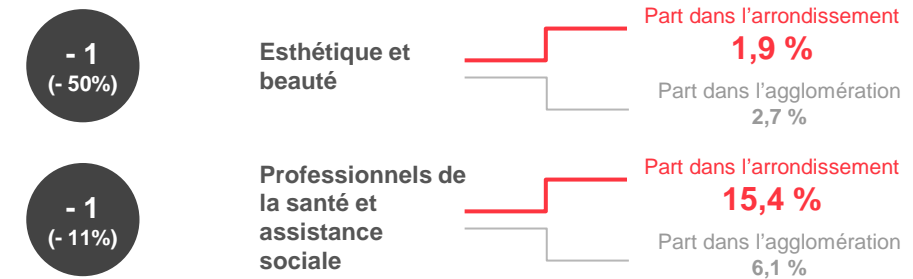 - 1
(- 50%)
Esthétique et
beauté
Part dans l'arrondissement
1,9 %
Part dans l'agglomération
2,7 %
- 1
(- 11%)
Professionnels de
la santé et
assistance
sociale
Part dans l'arrondissement
15,4 %
Part dans l'agglomération
6,1 %